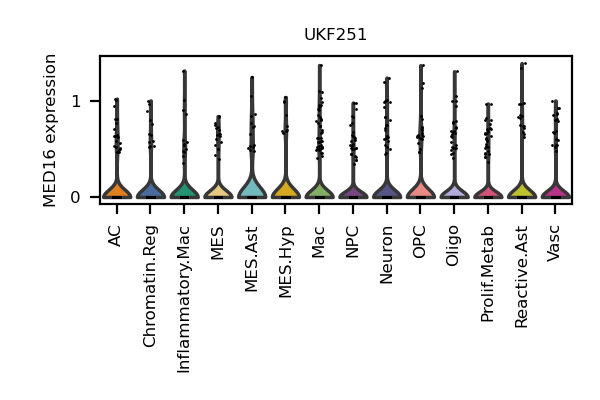 UKF251
MED16 expression
1
0
AC
Chromatin.Reg
Inflammatory.Mac
MES
MES.Ast
MES.Hyp
Mac
NPC
Neuron
OPC
Oligo
Prolif.Metab
Reactive.Ast
Vasc